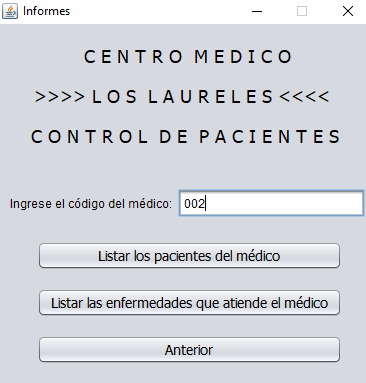 Informes
C E N T R O M E D I C O
>>>> L O S L A U R E L E S <<<<
C O N T R O L D E P A C I E N T E S
Ingrese el código del médico: 002
Listar los pacientes del médico
Listar las enfermedades que atiende el médico
Anterior